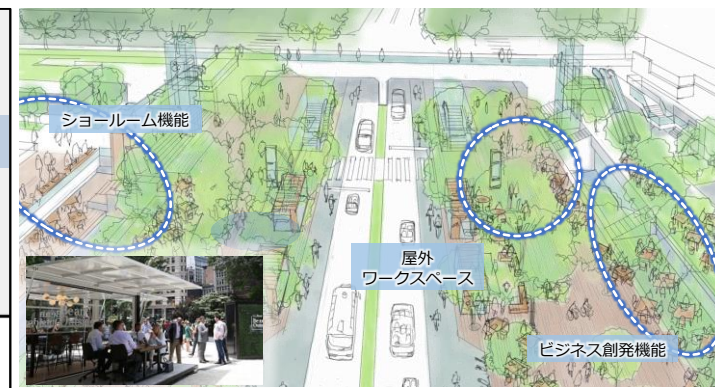 ショールーム機能
屋外
ワークスペース
ビジネス創発機能